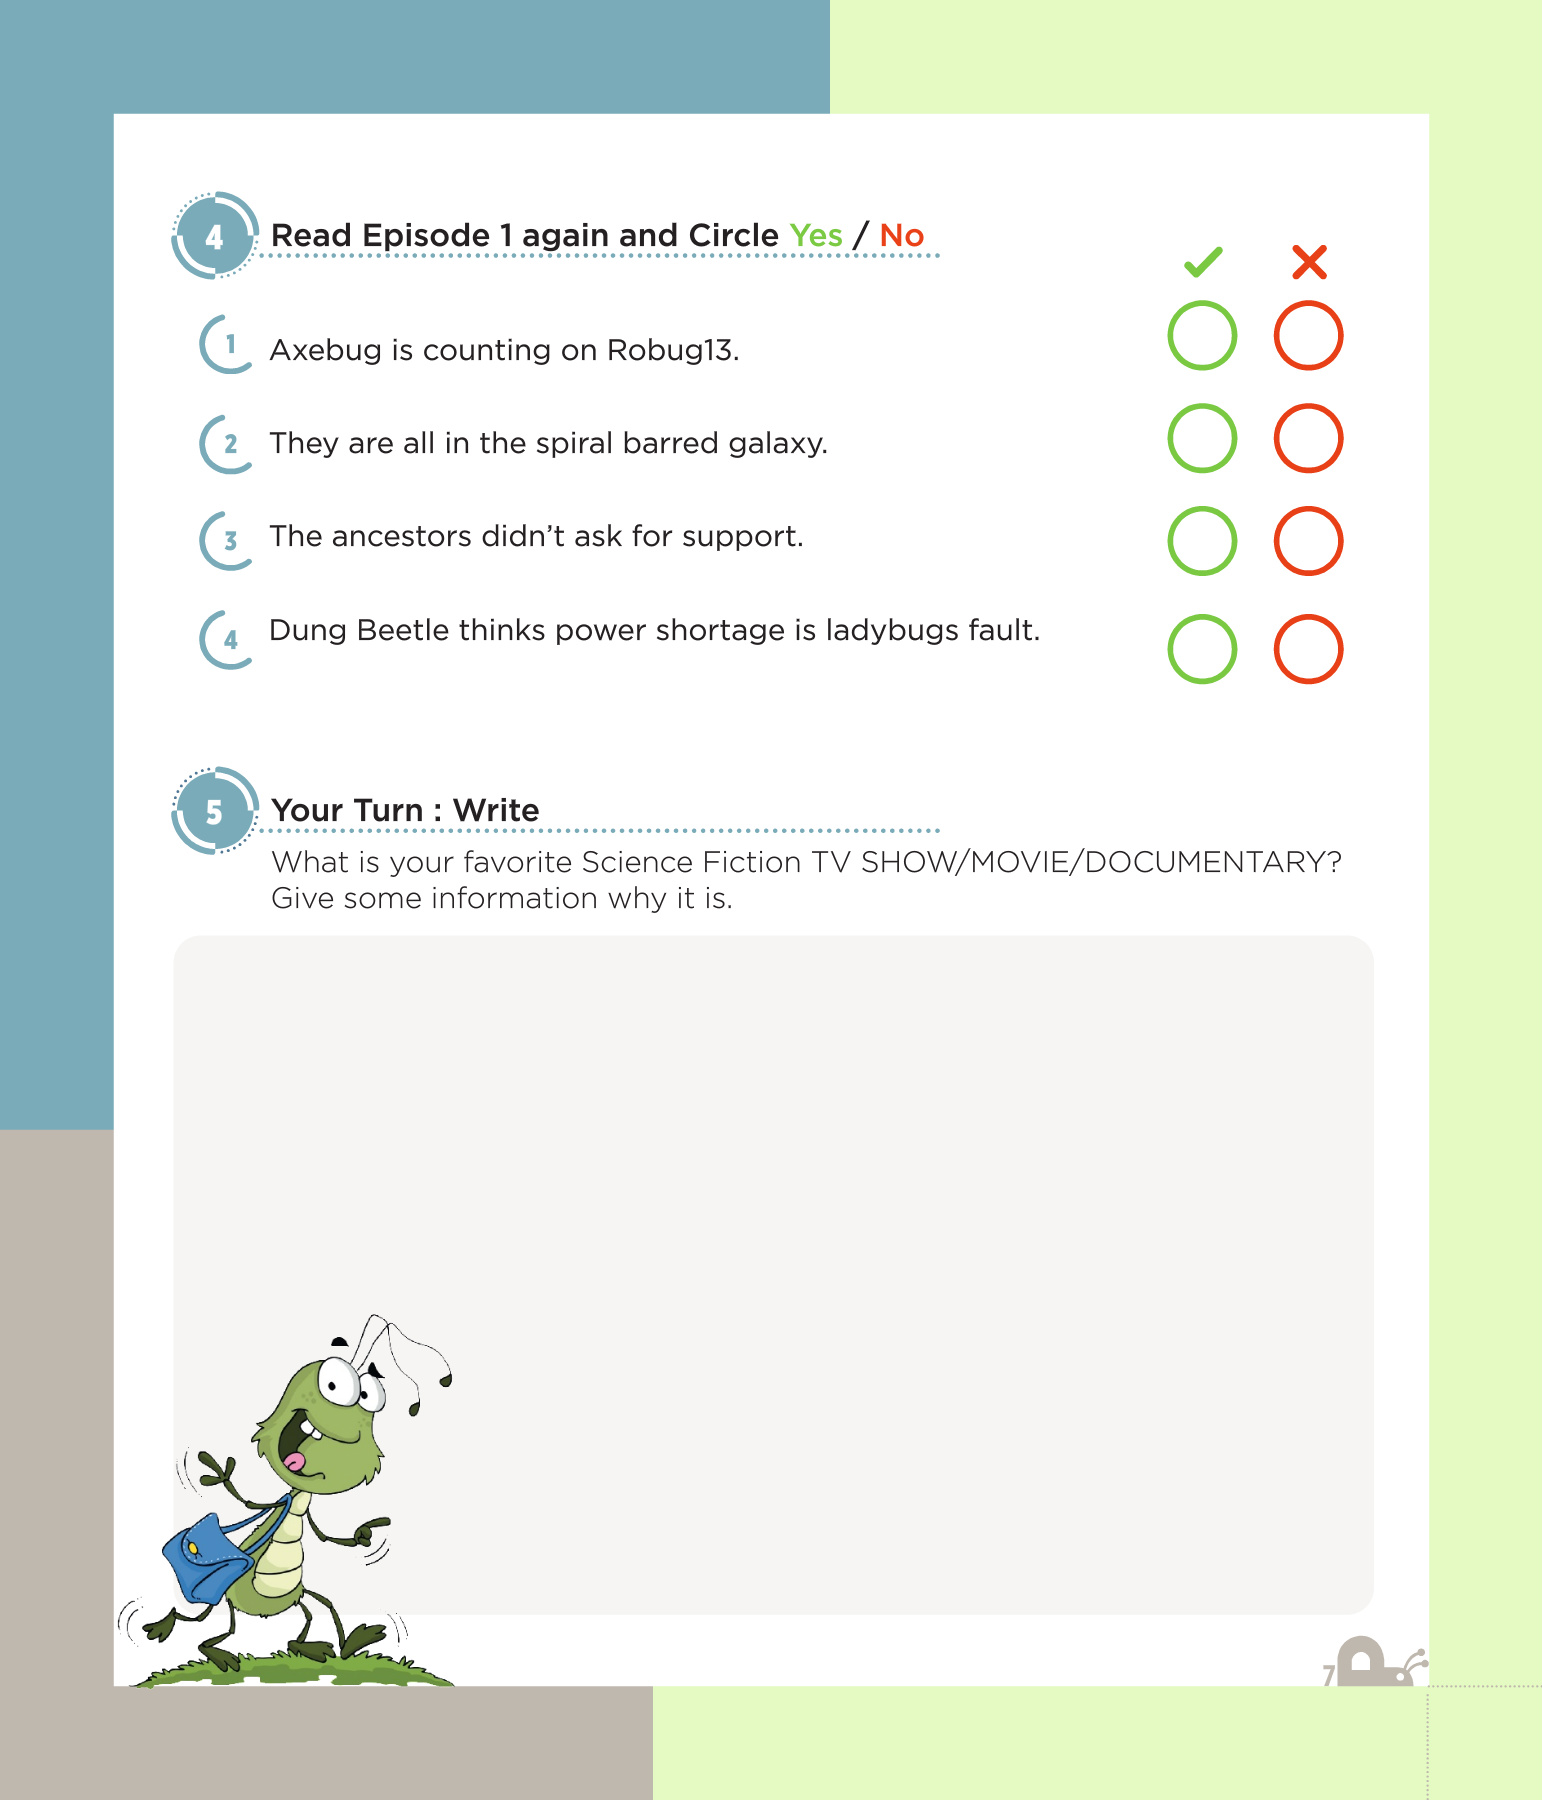 4 Read Episode 1 again and Circle Yes / No
1 Axebug is counting on Robug13.
2 They are all in the spiral barred galaxy.
3 The ancestors didn’t ask for support.
4 Dung Beetle thinks power shortage is ladybugs fault.
5 Your Turn : Write
What is your favorite Science Fiction TV SHOW/MOVIE/DOCUMENTARY?
Give some information why it is.
7